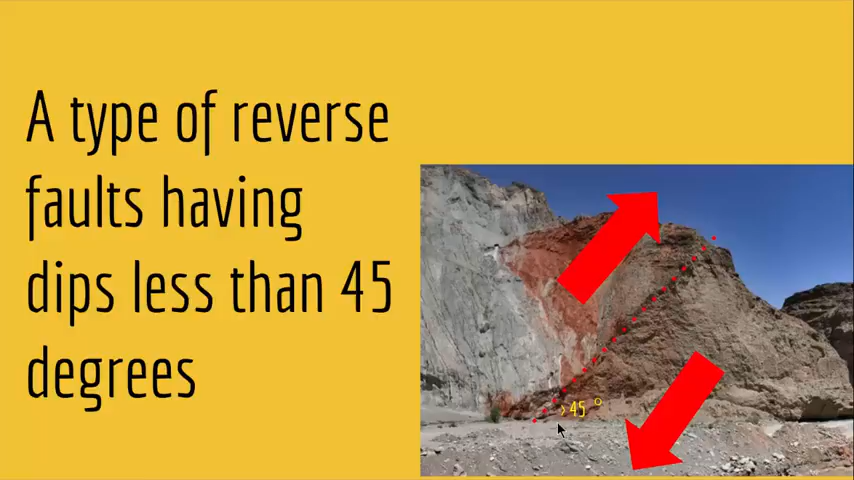 A type of reverse
faults having
dips less than 45
degrees
>45 °